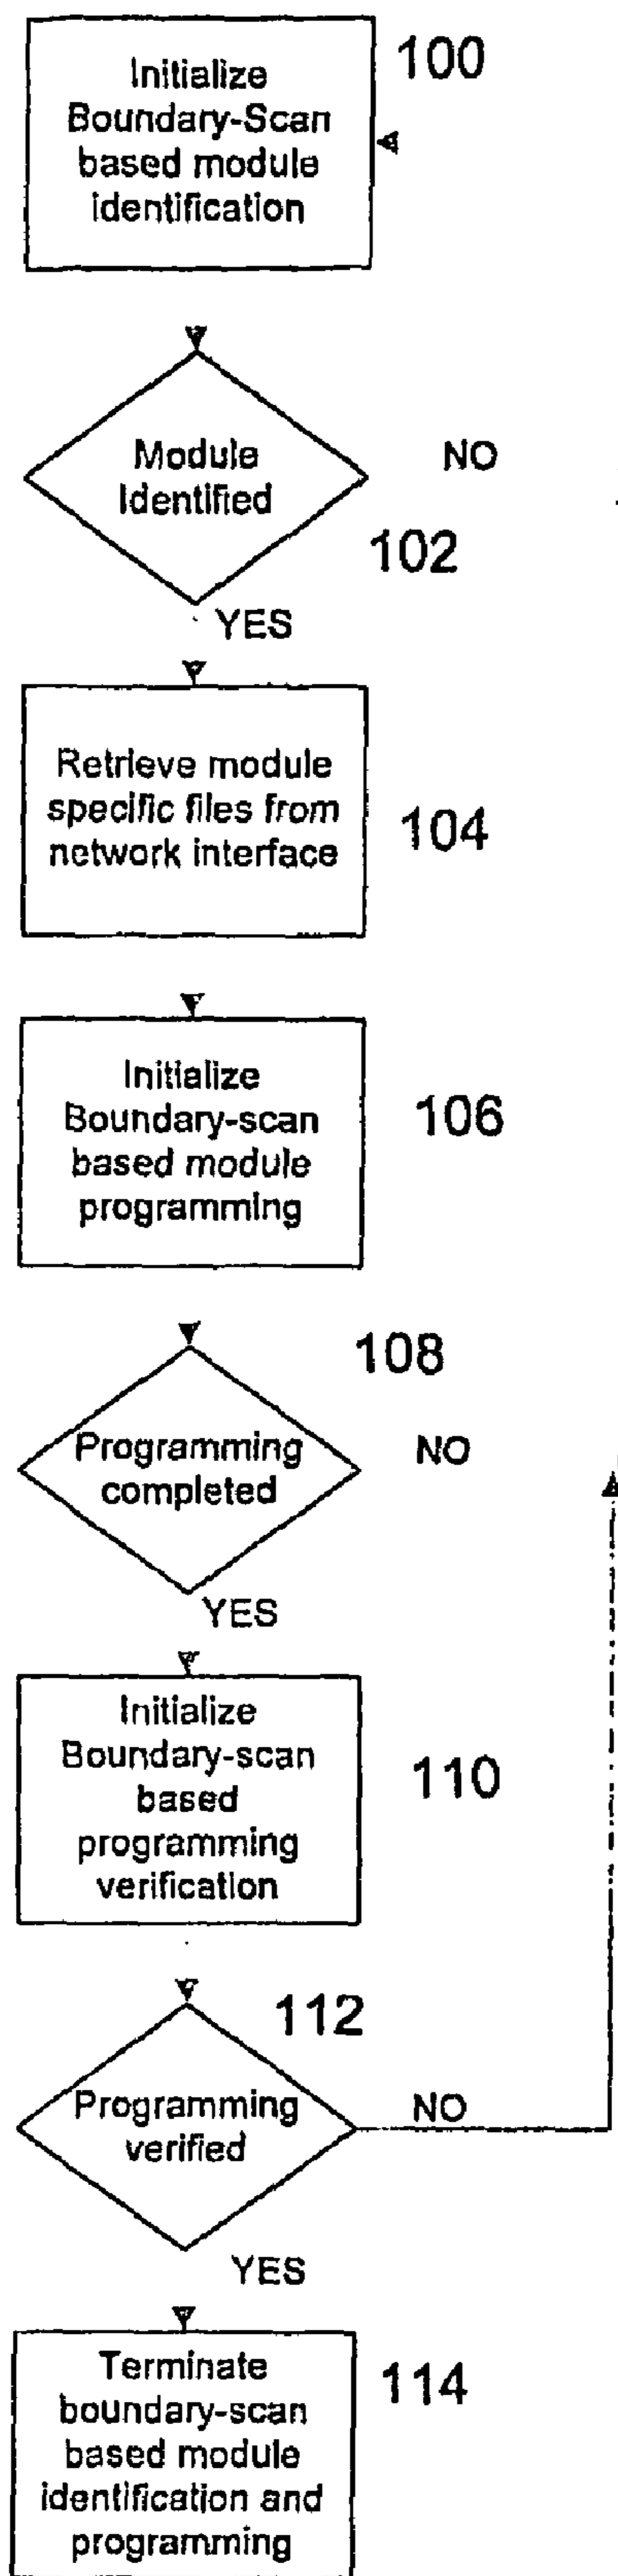 Initialize
Boundary-Scan
based module
identification
100
Module
Identified
NO
102
YES
Retrieve module
specific files from
network interface
104
Initialize
Boundary-scan
based module
programming
106
108
Programming
completed
NO
YES
Initialize
Boundary-scan
based
programming
verification
110
112
Programming
verified
NO
YES
Terminate
boundary-scan
based module
identification and
programming
114